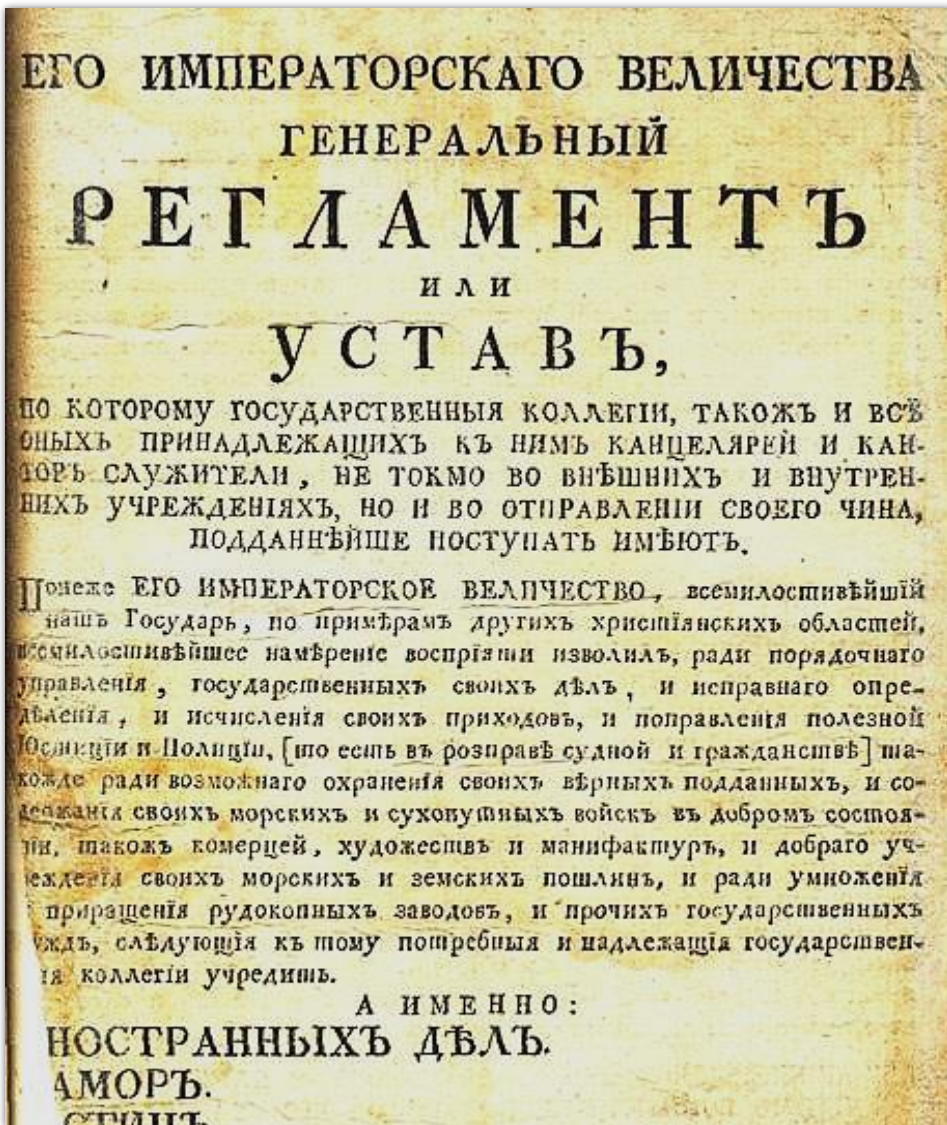 ЕГО ИМПЕРАТОРСКАГО ВЕЛИЧЕСТВА
ГЕНЕРАЛЬНЫЙ
РЕГЛАМЕНТЪ
ИЛИ
УСТАВЪ,
ПО КОТОРОМУ ГОСУДАРСТВЕННЫЯ КОЛЛЕГІИ, ТАКОЖЪ И ВСѢ
ОНЫХЪ ПРИНАДЛЕЖАЩИХЪ КЪ НИМЪ КАНЦЕЛЯРЕЙ И КАН-
ТОРЪ СЛУЖИТЕЛИ, НЕ ТОКМО ВО ВНѢШНИХЪ И ВНУТРЕН-
НИХЪ УЧРЕЖДЕНІЯХЪ, НО И ВО ОТПРАВЛЕНІИ СВОЕГО ЧИНА,
ПОДДАННѢЙШЕ ПОСТУПАТЬ ИМѢЮТЪ.
Понеже ЕГО ИМПЕРАТОРСКОЕ ВЕЛИЧЕСТВО, всемилостивѣйшій
нашъ Государь, по примѣрамъ другихъ христіянскихъ областей,
всемилостивѣйшее намѣреніе воспріяти изволилъ, ради порядочнаго
управленія, государственныхъ своихъ дѣлъ, и исправнаго опре-
дѣленія, и исчисленія своихъ приходовъ, и поправленія полезной
Юстиціи и Полиціи, [то есть въ розправѣ судной и гражданствѣ] та-
кожде ради возможнаго охраненія своихъ вѣрныхъ подданныхъ, и со-
держанія своихъ морскихъ и сухопутныхъ войскъ въ добромъ состоя-
ніи, такожъ комерцей, художествъ и манифактуръ, и добраго уч-
режденія своихъ морскихъ и земскихъ пошлинъ, и ради умноженія
приращенія рудокопныхъ заводовъ, и прочихъ государственныхъ
уждъ, слѣдующія къ тому потребныя и надлежащія государствен-
ія коллегіи учредить.
А ИМЕННО:
НОСТРАННЫХЪ ДѢЛЪ.
АМОРЪ.